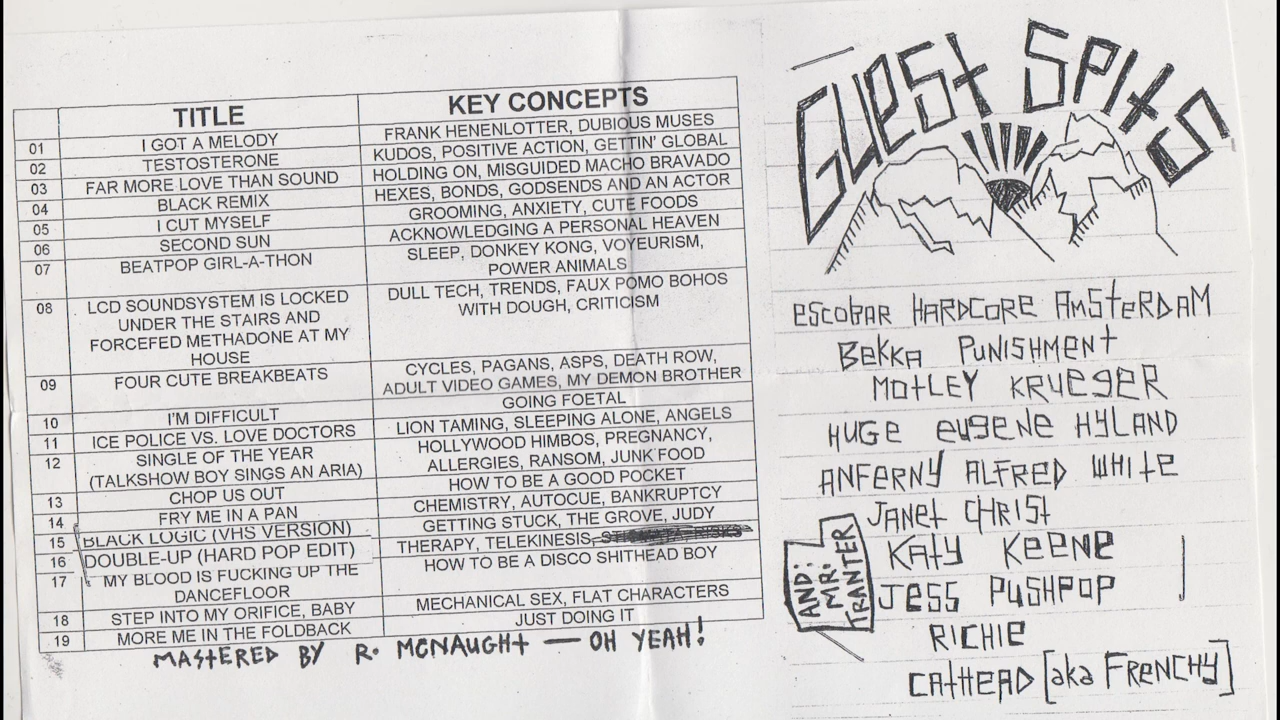 TITLE KEY CONCEPTS
01 I GOT A MELODY FRANK HENENLOTTER, DUBIOUS MUSES
02 TESTOSTERONE KUDOS, POSITIVE ACTION, GETTIN' GLOBAL
03 FAR MORE LOVE THAN SOUND HOLDING ON, MISGUIDED MACHO BRAVADO
04 BLACK REMIX HEXES, BONDS, GODSENDS AND AN ACTOR
05 I CUT MYSELF GROOMING, ANXIETY, CUTE FOODS
06 SECOND SUN ACKNOWLEDGING A PERSONAL HEAVEN
07 BEATPOP GIRL-A-THON SLEEP, DONKEY KONG, VOYEURISM,
POWER ANIMALS
08 LCD SOUNDSYSTEM IS LOCKED DULL TECH, TRENDS, FAUX POMO BOHOS
UNDER THE STAIRS AND WITH DOUGH, CRITICISM
FORCEFED METHADONE AT MY
HOUSE
09 FOUR CUTE BREAKBEATS CYCLES, PAGANS, ASPS, DEATH ROW,
ADULT VIDEO GAMES, MY DEMON BROTHER
10 I'M DIFFICULT GOING FOETAL
11 ICE POLICE VS. LOVE DOCTORS LION TAMING, SLEEPING ALONE, ANGELS
12 SINGLE OF THE YEAR HOLLYWOOD HIMBOS, PREGNANCY,
(TALKSHOW BOY SINGS AN ARIA) ALLERGIES, RANSOM, JUNK FOOD
13 CHOP US OUT HOW TO BE A GOOD POCKET
14 FRY ME IN A PAN CHEMISTRY, AUTOCUE, BANKRUPTCY
15 BLACK LOGIC (VHS VERSION) GETTING STUCK, THE GROVE, JUDY
16 DOUBLE-UP (HARD POP EDIT) THERAPY, TELEKINESIS,
17 MY BLOOD IS FUCKING UP THE HOW TO BE A DISCO SHITHEAD BOY
DANCEFLOOR
18 STEP INTO MY ORIFICE, BABY MECHANICAL SEX, FLAT CHARACTERS
19 MORE ME IN THE FOLDBACK JUST DOING IT
MAStERED BY R. MCNAUGHt — OH YEAH!
GUeSt SPItS
eSCOBAR HARDCORE AMSteRDAM
BEKKA PUNISHMENt
MOtLEY KRUEGER
HUGE eUGENE HYLAND
ANFERNY ALFRED WHItE
JANEt CHRISt
KAtY KEENE
JeSS PUSHPOP
AND: MR. TRANTER
RICHIE
CAtHEAD [aka FRENCHY]